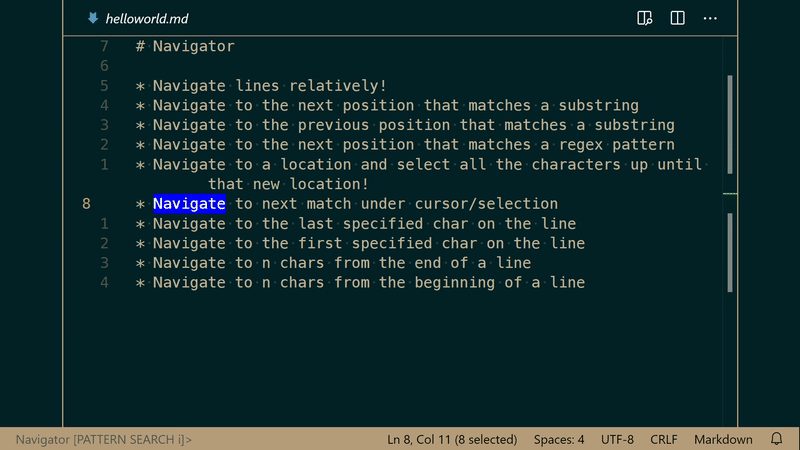 helloworld.md
7 # Navigator
6
5 * Navigate lines relatively!
4 * Navigate to the next position that matches a substring
3 * Navigate to the previous position that matches a substring
2 * Navigate to the next position that matches a regex pattern
1 * Navigate to a location and select all the characters up until
that new location!
8 * Navigate to next match under cursor/selection
1 * Navigate to the last specified char on the line
2 * Navigate to the first specified char on the line
3 * Navigate to n chars from the end of a line
4 * Navigate to n chars from the beginning of a line
Navigator [PATTERN SEARCH i]> Ln 8, Col 11 (8 selected) Spaces: 4 UTF-8 CRLF Markdown